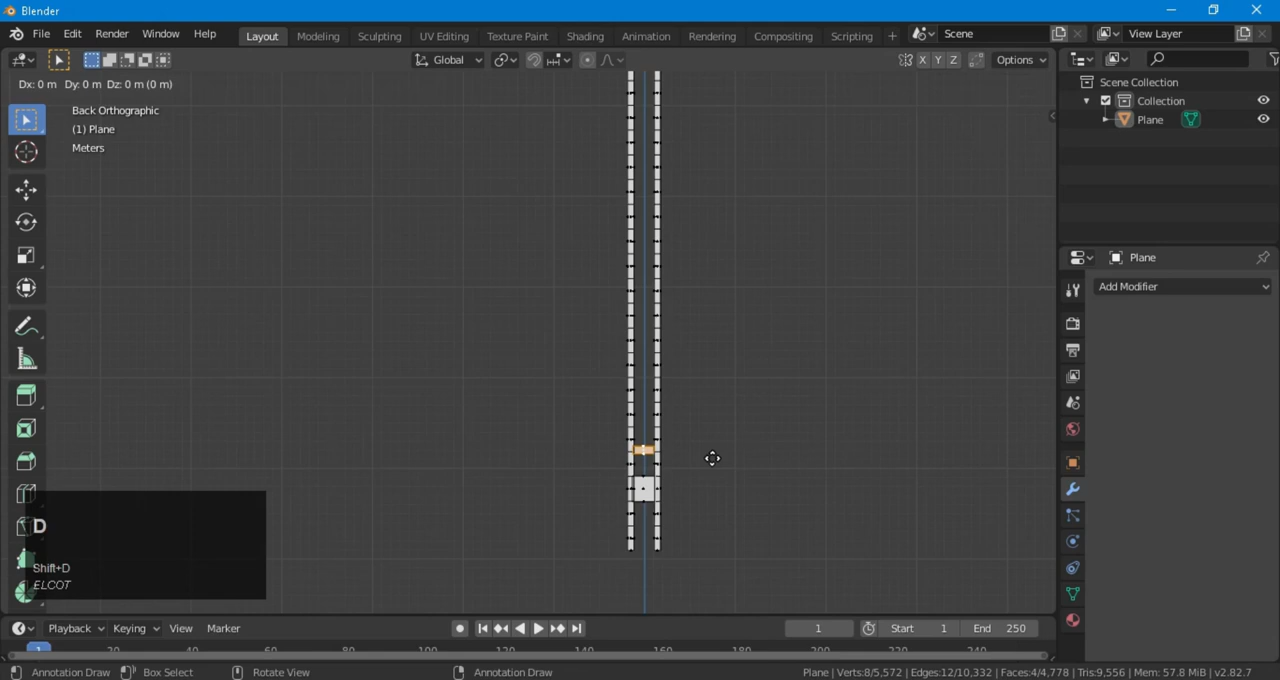 Blender
File Edit Render Window Help
Layout Modeling Sculpting UV Editing Texture Paint Shading Animation Rendering Compositing Scripting +
Scene
View Layer
Global
X Y Z Options
Dx: 0 m Dy: 0 m Dz: 0 m (0 m)
Back Orthographic
(1) Plane
Meters
Scene Collection
Collection
Plane
Plane
Add Modifier
D
Shift+D
ELCOT
Playback Keying View Marker
1
Start 1
End 250
1 20 80 100 120 140 160 180 200 220 240
Annotation Draw Box Select Rotate View Annotation Draw
Plane | Verts:8/5,572 | Edges:12/10,332 | Faces:4/4,778 | Tris:9,556 | Mem: 57.8 MiB | v2.82.7